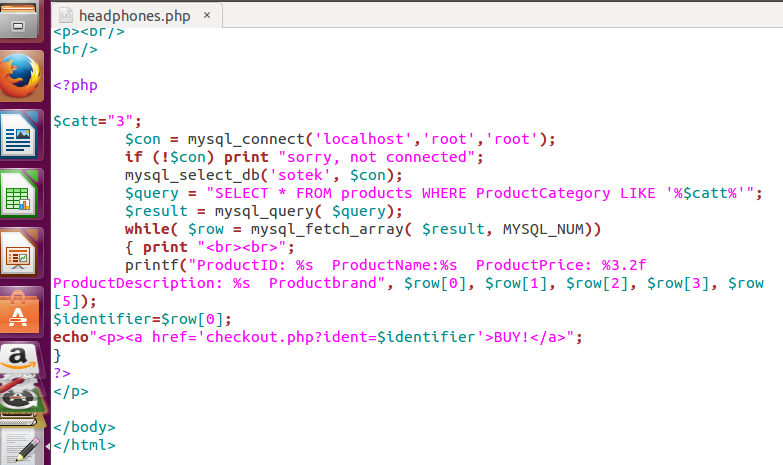 headphones.php ×
<p><br/>
<br/>
<?php
$catt="3";
$con = mysql_connect('localhost','root','root');
if (!$con) print "sorry, not connected";
mysql_select_db('sotek', $con);
$query = "SELECT * FROM products WHERE ProductCategory LIKE '%$catt%'";
$result = mysql_query( $query);
while( $row = mysql_fetch_array( $result, MYSQL_NUM))
{ print "<br><br>";
printf("ProductID: %s  ProductName:%s  ProductPrice: %3.2f
ProductDescription: %s  Productbrand", $row[0], $row[1], $row[2], $row[3], $row
[5]);
$identifier=$row[0];
echo"<p><a href='checkout.php?ident=$identifier'>BUY!</a>";
}
?>
</p>
</body>
</html>